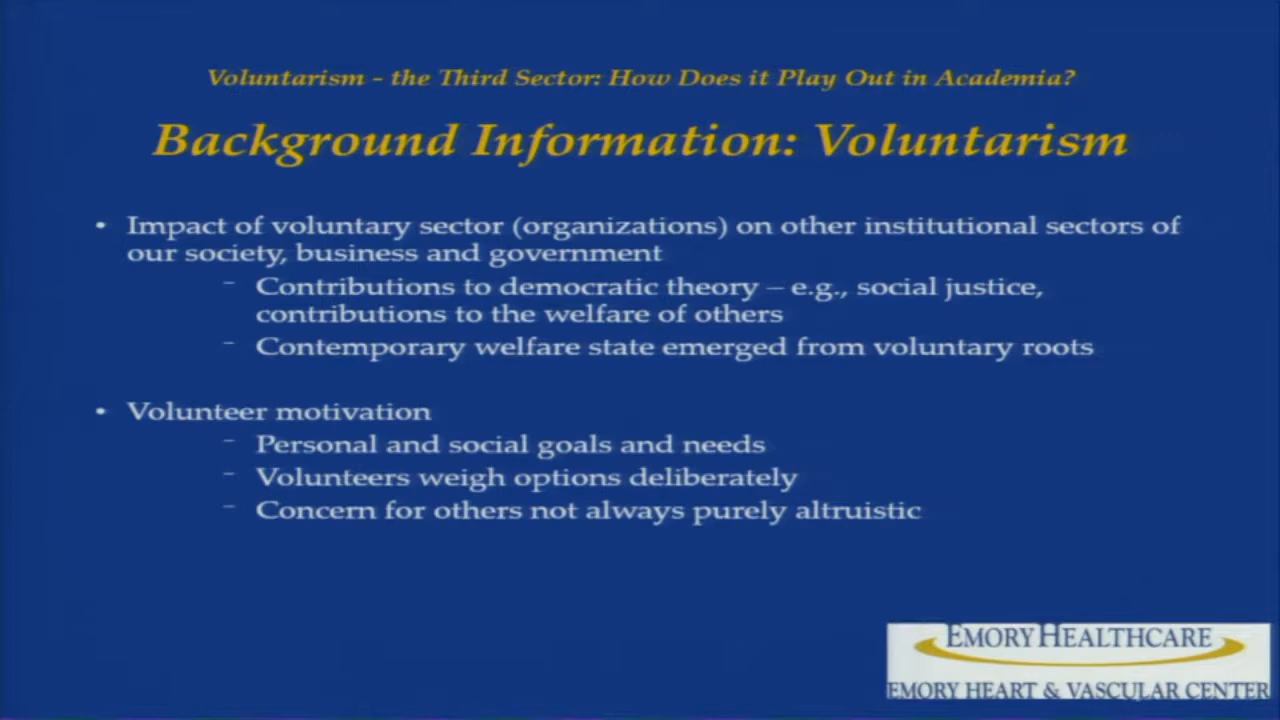 Voluntarism - the Third Sector: How Does it Play Out in Academia?
Background Information: Voluntarism
• Impact of voluntary sector (organizations) on other institutional sectors of
our society, business and government
- Contributions to democratic theory – e.g., social justice,
contributions to the welfare of others
- Contemporary welfare state emerged from voluntary roots
• Volunteer motivation
- Personal and social goals and needs
- Volunteers weigh options deliberately
- Concern for others not always purely altruistic
EMORY HEALTHCARE
EMORY HEART & VASCULAR CENTER